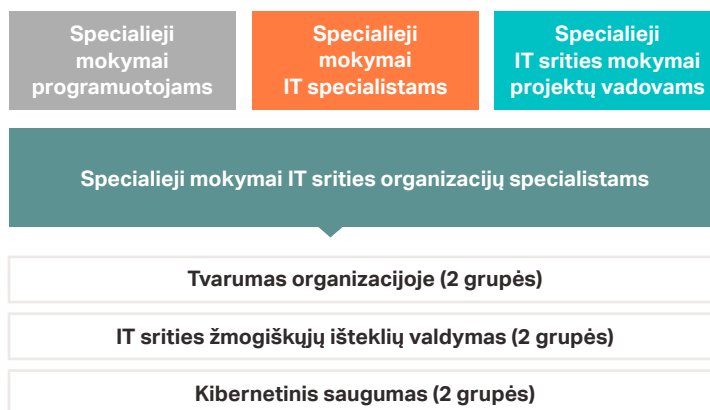 Specialieji
mokymai
programuotojams
Specialieji
mokymai
IT specialistams
Specialieji
IT srities mokymai
projektų vadovams
Specialieji mokymai IT srities organizacijų specialistams
Tvarumas organizacijoje (2 grupės)
IT srities žmogiškųjų išteklių valdymas (2 grupės)
Kibernetinis saugumas (2 grupės)